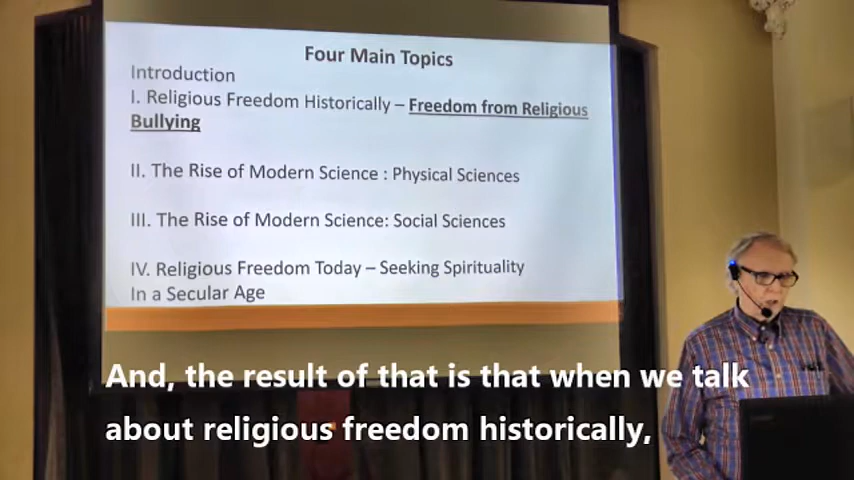 Four Main Topics
Introduction
I. Religious Freedom Historically – Freedom from Religious
Bullying
II. The Rise of Modern Science : Physical Sciences
III. The Rise of Modern Science: Social Sciences
IV. Religious Freedom Today – Seeking Spirituality
In a Secular Age
And, the result of that is that when we talk
about religious freedom historically,